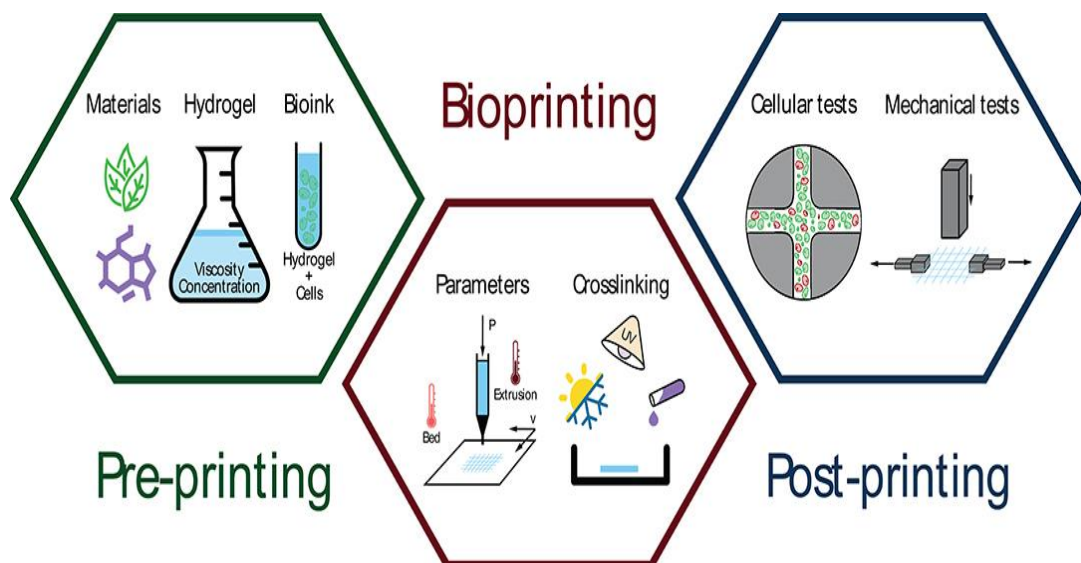 Materials
Hydrogel
Bioink
Viscosity
Concentration
Hydrogel
+
Cells
Pre-printing
Bioprinting
Parameters
Crosslinking
P
Extrusion
Bed
v
UV
Cellular tests
Mechanical tests
Post-printing